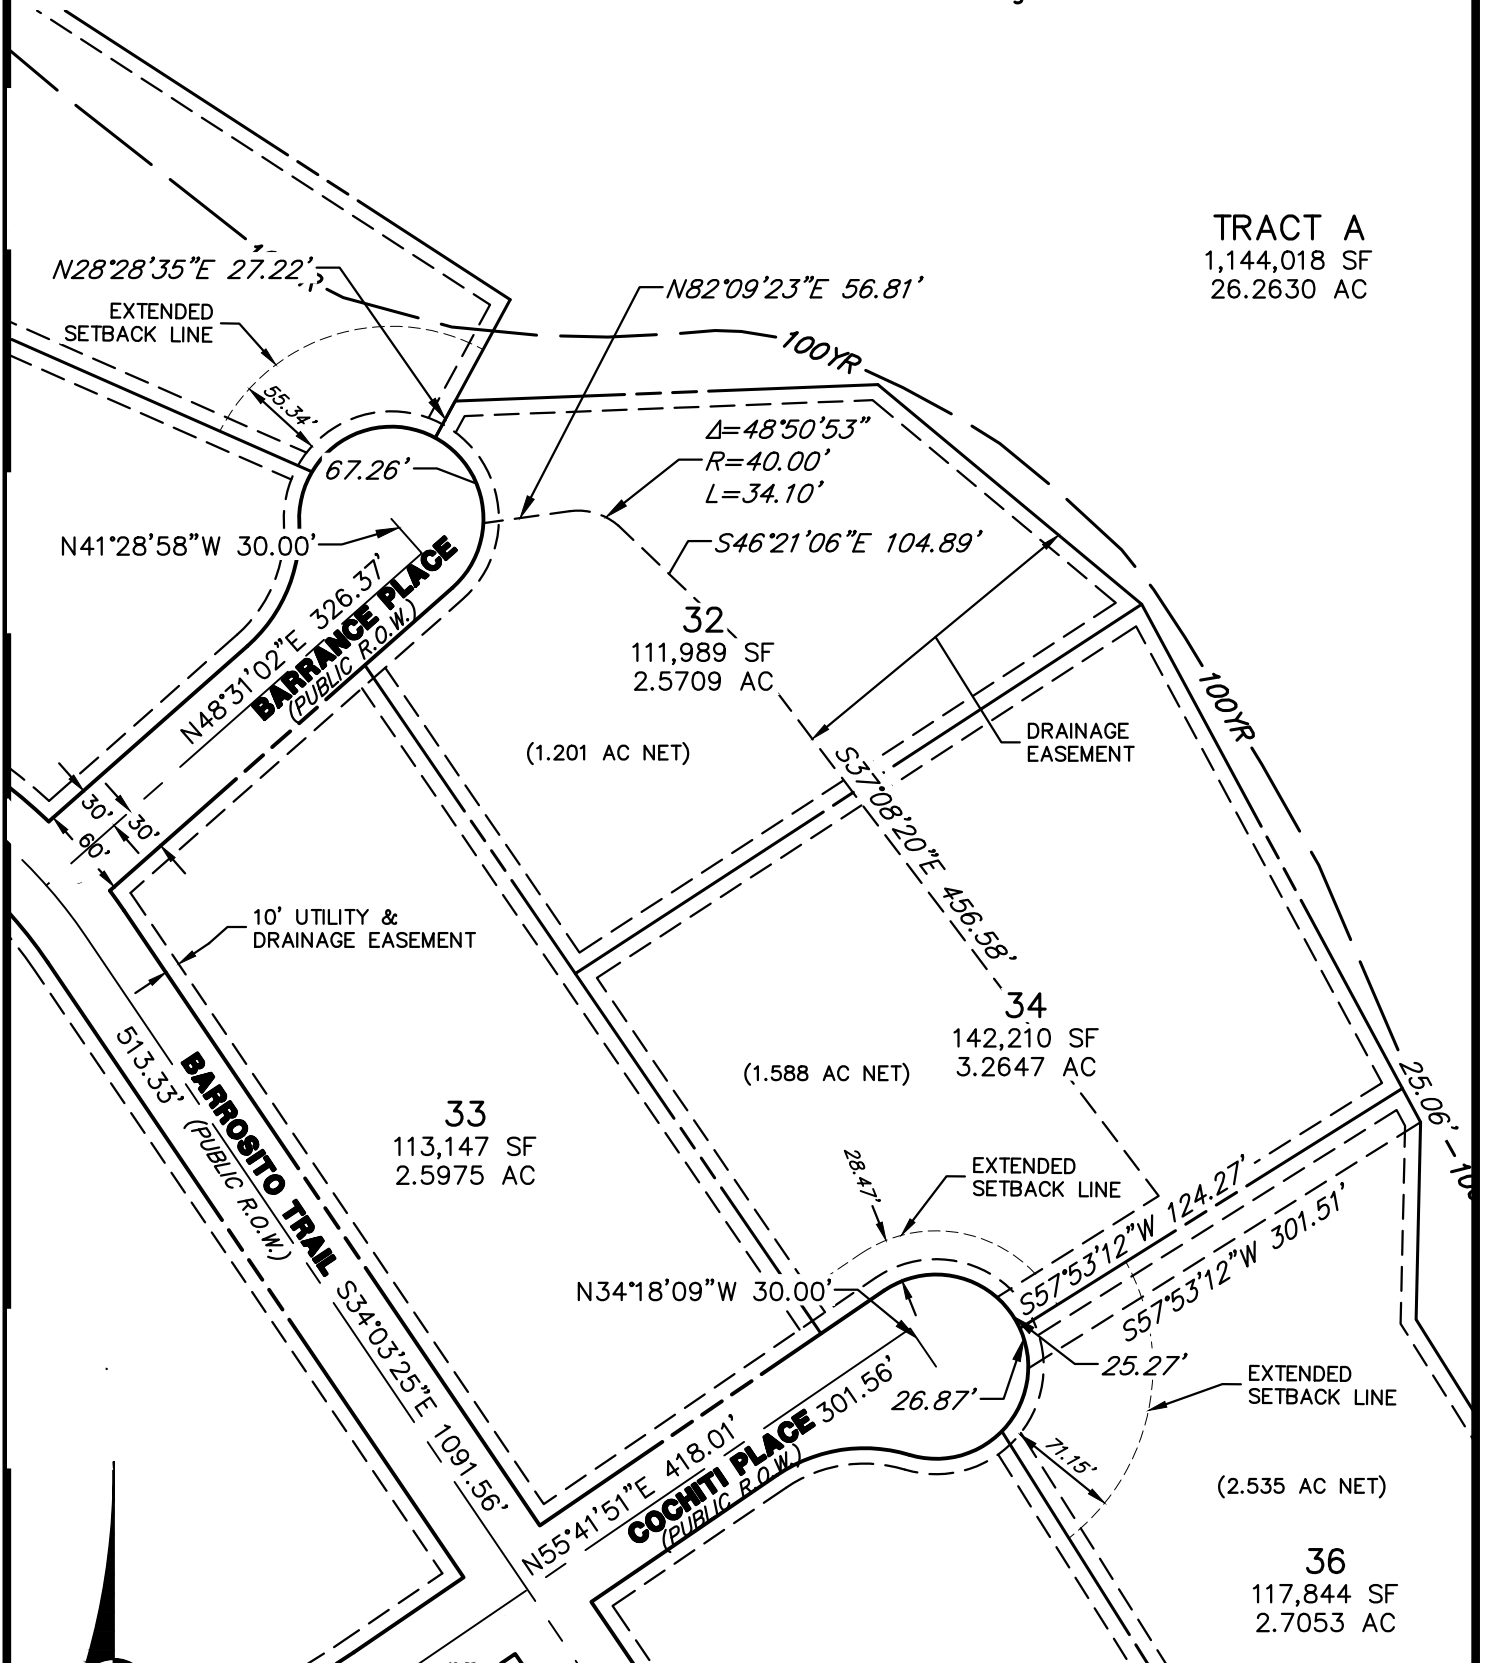 TRACT A
1,144,018 SF
26.2630 AC
N28°28'35"E 27.22'
N82°09'23"E 56.81'
EXTENDED
SETBACK LINE
100YR
55.34'
Δ=48°50'53"
R=40.00'
L=34.10'
67.26'
N41°28'58"W 30.00'
S46°21'06"E 104.89'
N48°31'02"E 326.37'
BARRANCE PLACE
(PUBLIC R.O.W.)
32
111,989 SF
2.5709 AC
(1.201 AC NET)
100YR
DRAINAGE
EASEMENT
30'
30'
60'
S37°08'20"E 456.58'
10' UTILITY &
DRAINAGE EASEMENT
34
142,210 SF
3.2647 AC
(1.588 AC NET)
513.33'
BARROSITO TRAIL
(PUBLIC R.O.W.)
S34°03'25"E 1091.56'
33
113,147 SF
2.5975 AC
25.06'
28.47'
EXTENDED
SETBACK LINE
S57°53'12"W 124.27'
S57°53'12"W 301.51'
N34°18'09"W 30.00'
25.27'
26.87'
EXTENDED
SETBACK LINE
71.15'
N55°41'51"E 418.01'
301.56'
COCHITI PLACE
(PUBLIC R.O.W.)
(2.535 AC NET)
36
117,844 SF
2.7053 AC